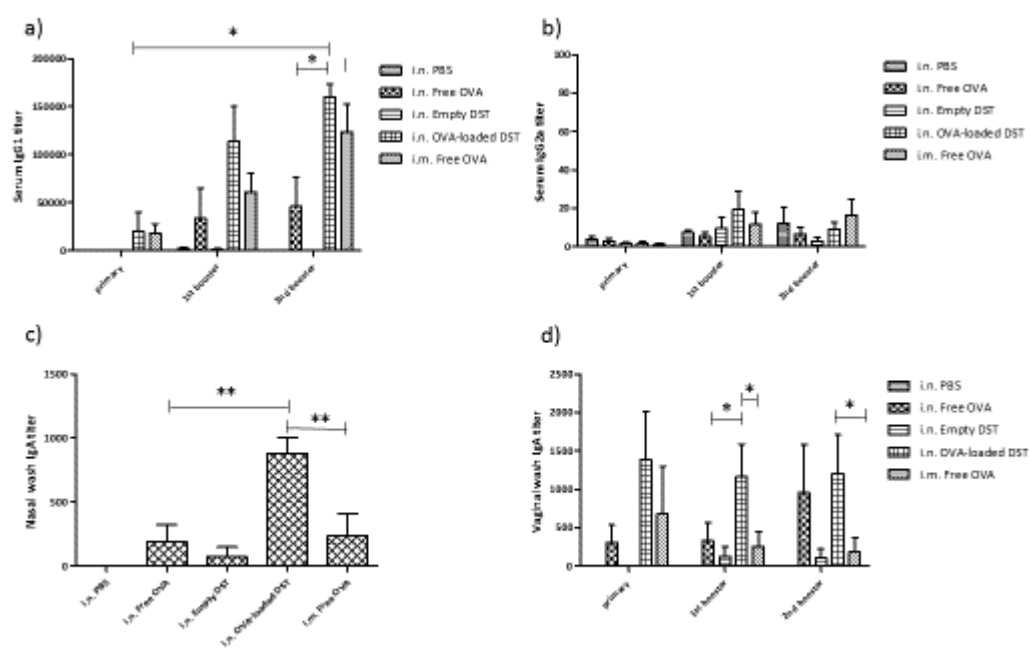 a)
*
*
200000
150000
100000
50000
0
Serum IgG1 titer
primary
1st booster
3rd booster
i.n. PBS
i.n. Free OVA
i.n. Empty DST
i.n. OVA-loaded DST
i.m. Free OVA
b)
100
80
60
40
20
0
Serum IgG2a titer
primary
1st booster
3rd booster
i.n. PBS
i.n. Free OVA
i.n. Empty DST
i.n. OVA-loaded DST
i.m. Free OVA
c)
**
**
1500
1000
500
0
Nasal wash IgA titer
i.n. PBS
i.n. Free OVA
i.n. Empty DST
i.n. OVA-loaded DST
i.m. Free OVA
d)
*
*
*
2500
2000
1500
1000
500
0
Vaginal wash IgA titer
primary
1st booster
2nd booster
i.n. PBS
i.n. Free OVA
i.n. Empty DST
i.n. OVA-loaded DST
i.m. Free OVA